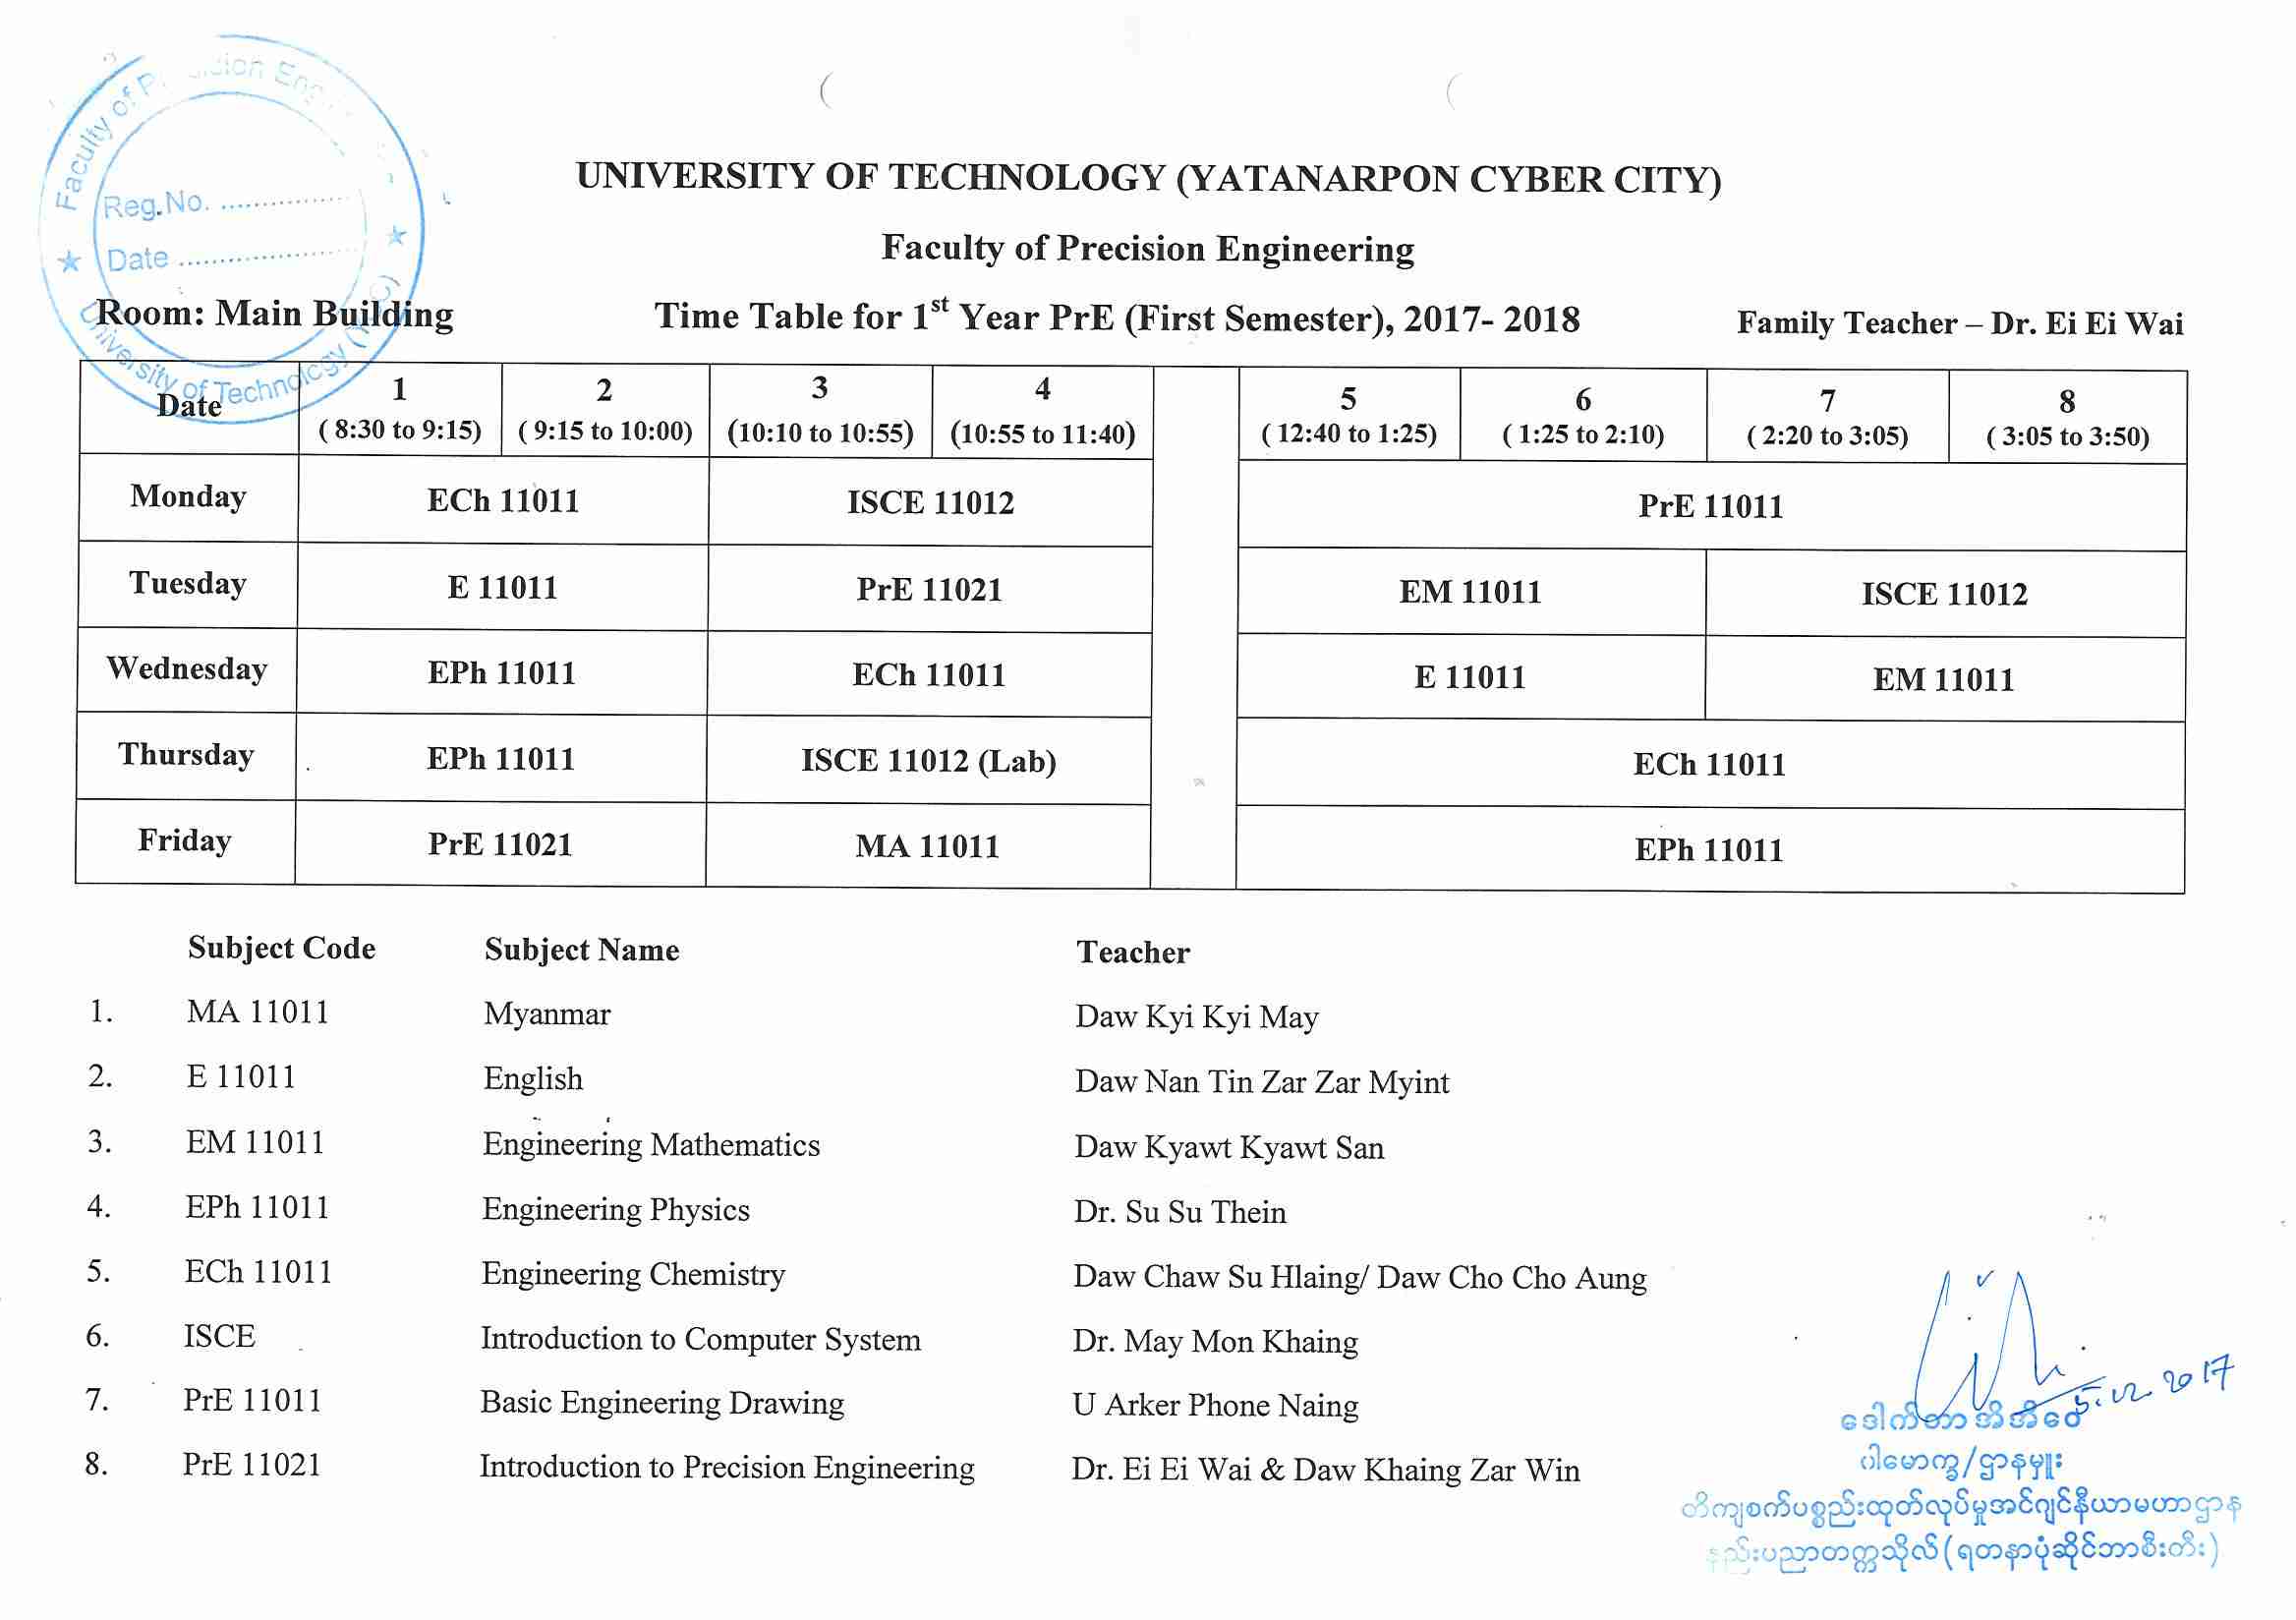 Faculty of Precision Eng
Reg.No. ....................
Date ....................
University of Technology (Y
UNIVERSITY OF TECHNOLOGY (YATANARPON CYBER CITY)
Faculty of Precision Engineering
Room: Main Building Time Table for 1st Year PrE (First Semester), 2017- 2018 Family Teacher – Dr. Ei Ei Wai
Date 1 2 3 4 5 6 7 8
( 8:30 to 9:15) ( 9:15 to 10:00) (10:10 to 10:55) (10:55 to 11:40) ( 12:40 to 1:25) ( 1:25 to 2:10) ( 2:20 to 3:05) ( 3:05 to 3:50)
Monday ECh 11011 ISCE 11012 PrE 11011
Tuesday E 11011 PrE 11021 EM 11011 ISCE 11012
Wednesday EPh 11011 ECh 11011 E 11011 EM 11011
Thursday EPh 11011 ISCE 11012 (Lab) ECh 11011
Friday PrE 11021 MA 11011 EPh 11011
Subject Code Subject Name Teacher
1. MA 11011 Myanmar Daw Kyi Kyi May
2. E 11011 English Daw Nan Tin Zar Zar Myint
3. EM 11011 Engineering Mathematics Daw Kyawt Kyawt San
4. EPh 11011 Engineering Physics Dr. Su Su Thein
5. ECh 11011 Engineering Chemistry Daw Chaw Su Hlaing/ Daw Cho Cho Aung
6. ISCE Introduction to Computer System Dr. May Mon Khaing
7. PrE 11011 Basic Engineering Drawing U Arker Phone Naing
8. PrE 11021 Introduction to Precision Engineering Dr. Ei Ei Wai & Daw Khaing Zar Win
5.12.2017
ဒေါက်တာအိအိဝေ
ပါမောက္ခ/ဌာနမှူး
တိကျစက်ပစ္စည်းထုတ်လုပ်မှုအင်ဂျင်နီယာမဟာဌာန
နည်းပညာတက္ကသိုလ်(ရတနာပုံဆိုင်ဘာစီးတီး)